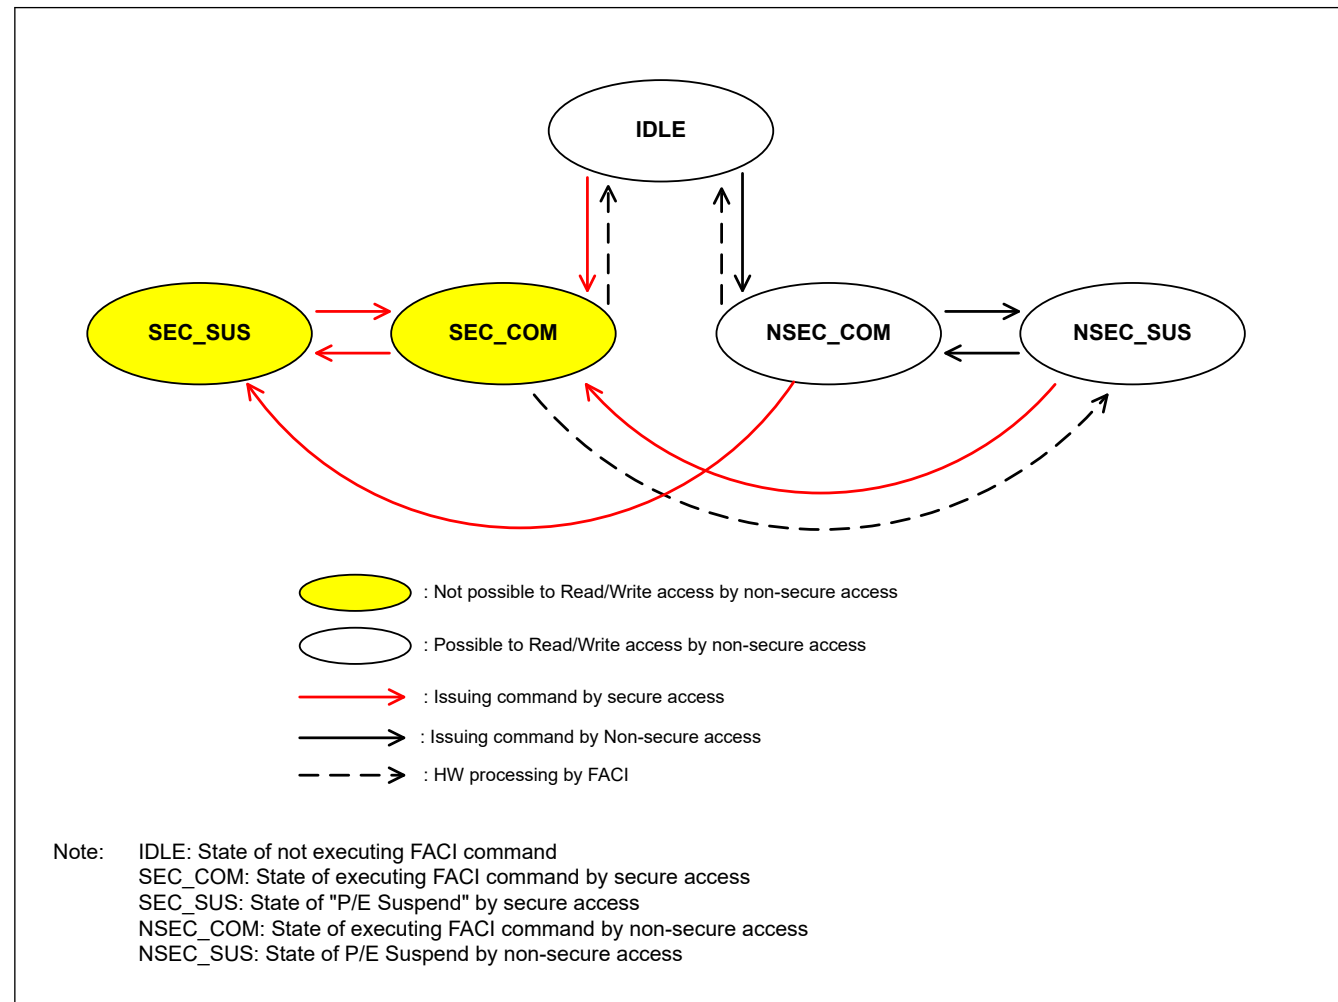 IDLE
SEC_SUS
SEC_COM
NSEC_COM
NSEC_SUS
: Not possible to Read/Write access by non-secure access
: Possible to Read/Write access by non-secure access
: Issuing command by secure access
: Issuing command by Non-secure access
: HW processing by FACI
Note: IDLE: State of not executing FACI command
SEC_COM: State of executing FACI command by secure access
SEC_SUS: State of "P/E Suspend" by secure access
NSEC_COM: State of executing FACI command by non-secure access
NSEC_SUS: State of P/E Suspend by non-secure access